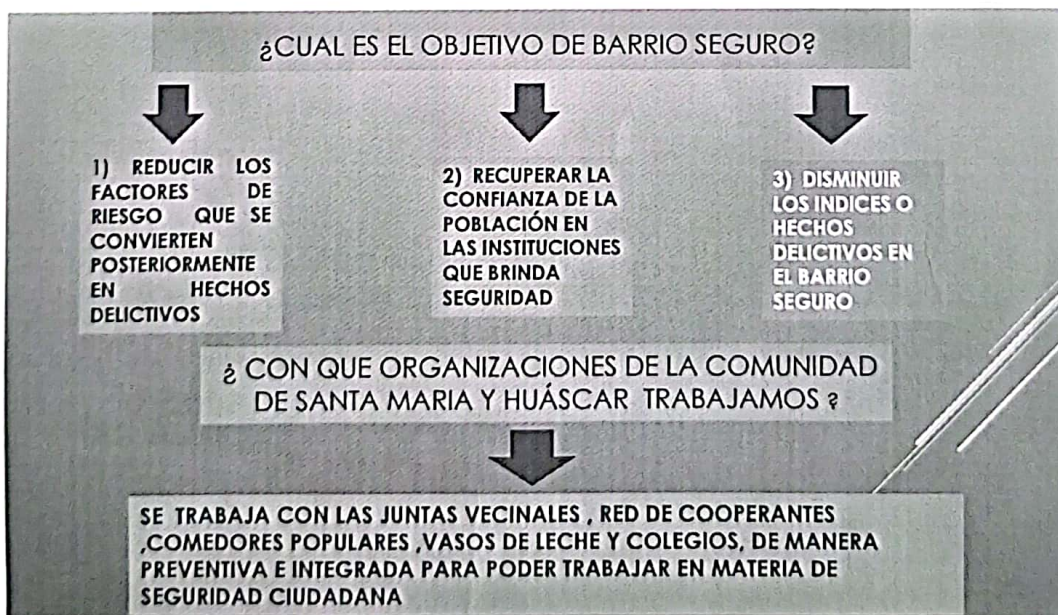 ¿CUAL ES EL OBJETIVO DE BARRIO SEGURO?
1) REDUCIR LOS
FACTORES DE
RIESGO QUE SE
CONVIERTEN
POSTERIORMENTE
EN HECHOS
DELICTIVOS
2) RECUPERAR LA
CONFIANZA DE LA
POBLACIÓN EN
LAS INSTITUCIONES
QUE BRINDA
SEGURIDAD
3) DISMINUIR
LOS INDICES O
HECHOS
DELICTIVOS EN
EL BARRIO
SEGURO
¿ CON QUE ORGANIZACIONES DE LA COMUNIDAD
DE SANTA MARIA Y HUÁSCAR TRABAJAMOS ?
SE TRABAJA CON LAS JUNTAS VECINALES , RED DE COOPERANTES
,COMEDORES POPULARES ,VASOS DE LECHE Y COLEGIOS, DE MANERA
PREVENTIVA E INTEGRADA PARA PODER TRABAJAR EN MATERIA DE
SEGURIDAD CIUDADANA